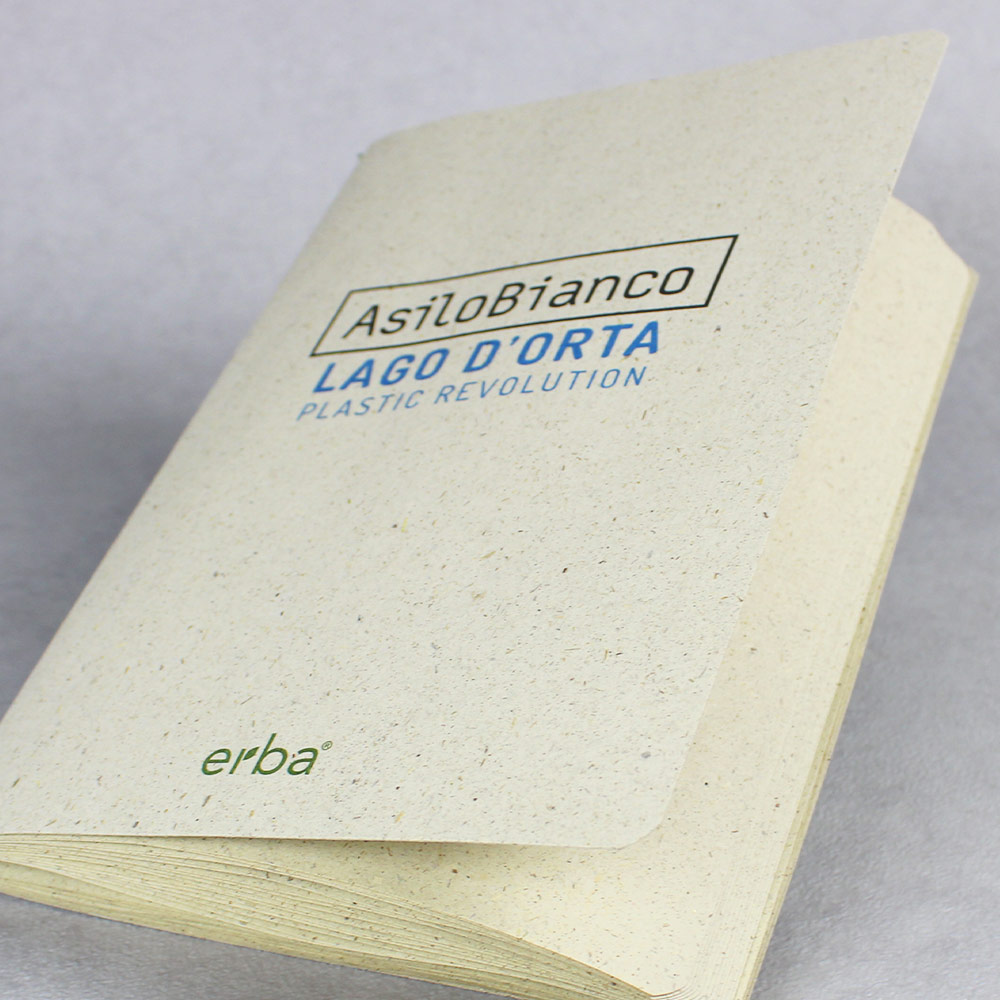 AsiloBianco
LAGO D'ORTA
PLASTIC REVOLUTION
erba®